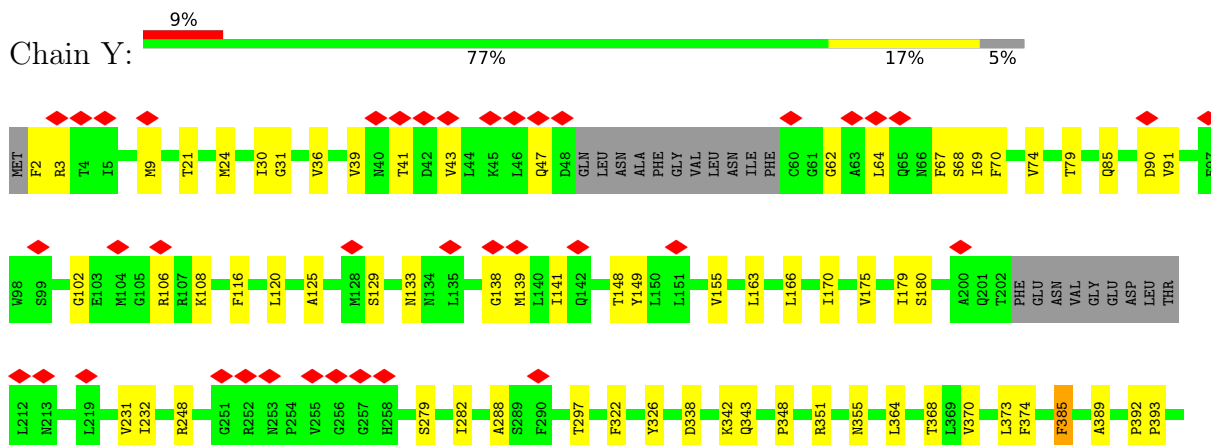 9%
Chain Y:
77% 17% 5%
MET F2 R3 T4 I5 M9 T21 M24 I30 G31 V36 V39 N40 T41 D42 V43 L44 K45 L46 Q47 D48 GLN LEU ASN ALA PHE GLY VAL LEU ASN ILE PHE C60 G61 G62 A63 L64 Q65 N66 F67 S68 I69 F70 V74 T79 Q85 D90 V91
W98 S99 G102 E103 M104 G105 R106 R107 K108 F116 L120 A125 M128 S129 N133 N134 L135 G138 M139 L140 I141 Q142 T148 Y149 L150 L151 V155 L163 L166 I170 V175 I179 S180 A200 Q201 T202 PHE GLU ASN VAL GLY GLU ASP LEU THR
L212 N213 L219 V231 I232 R248 G251 R252 N253 P254 V255 G256 G257 H258 S279 I282 A288 S289 F290 T297 F322 Y326 D338 K342 Q343 P348 R351 N355 L364 T368 L369 V370 L373 F374 F385 A389 P392 P393